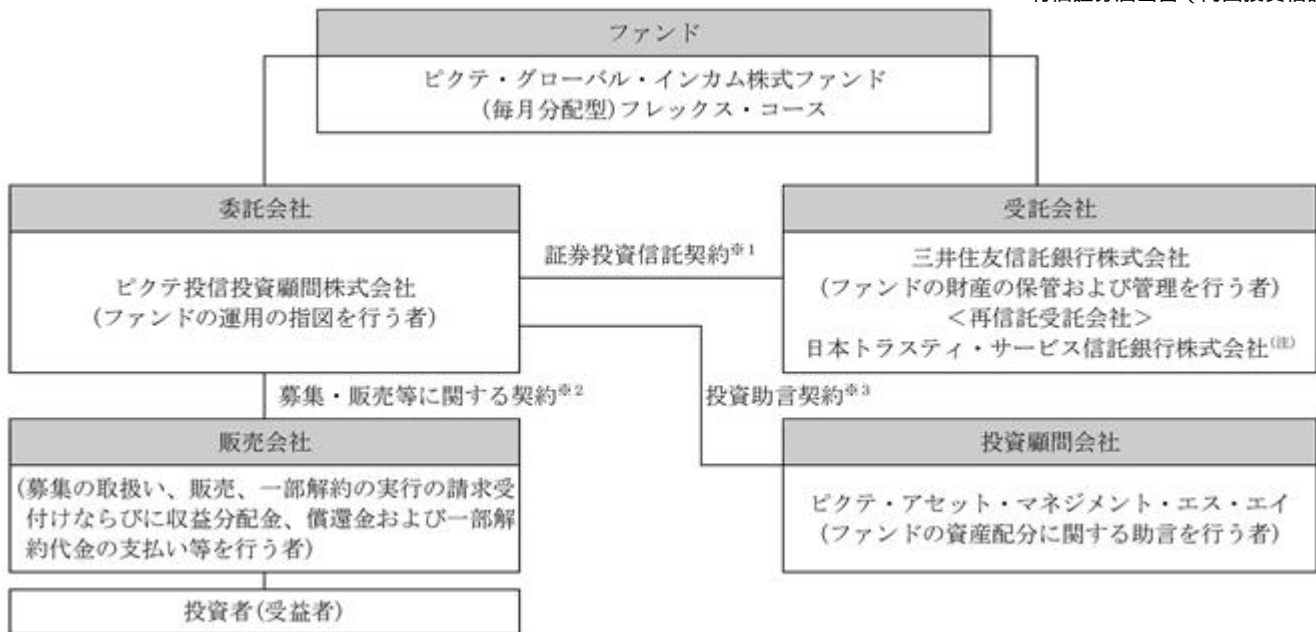 ファンド
ピクテ・グローバル・インカム株式ファンド
(毎月分配型)フレックス・コース
委託会社
ピクテ投信投資顧問株式会社
(ファンドの運用の指図を行う者)
証券投資信託契約※1
受託会社
三井住友信託銀行株式会社
(ファンドの財産の保管および管理を行う者)
＜再信託受託会社＞
日本トラスティ・サービス信託銀行株式会社(注)
募集・販売等に関する契約※2
投資助言契約※3
販売会社
(募集の取扱い、販売、一部解約の実行の請求受
付けならびに収益分配金、償還金および一部解
約代金の支払い等を行う者)
投資顧問会社
ピクテ・アセット・マネジメント・エス・エイ
(ファンドの資産配分に関する助言を行う者)
投資者(受益者)